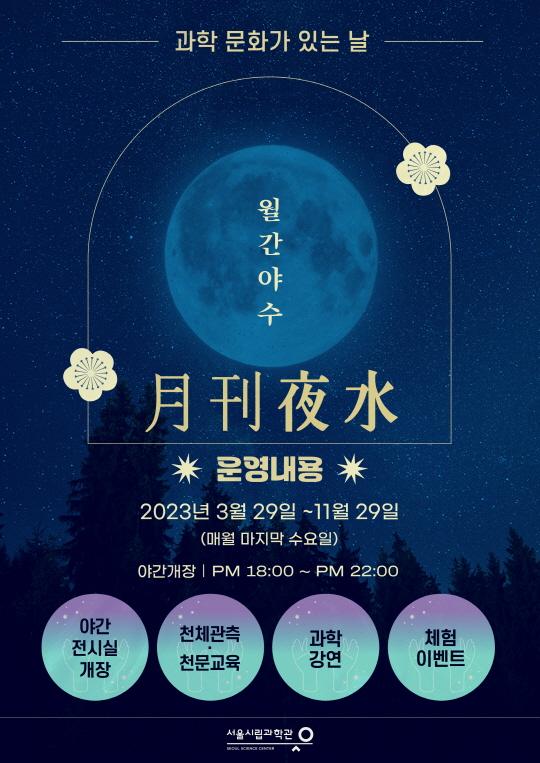 과학 문화가 있는 날
월
간
야
수
月刊夜水
운영내용
2023년 3월 29일 ~11월 29일
(매월 마지막 수요일)
야간개장 | PM 18:00 ~ PM 22:00
야간
전시실
개장
천체관측
·
천문교육
과학
강연
체험
이벤트
서울시립과학관
SEOUL SCIENCE CENTER